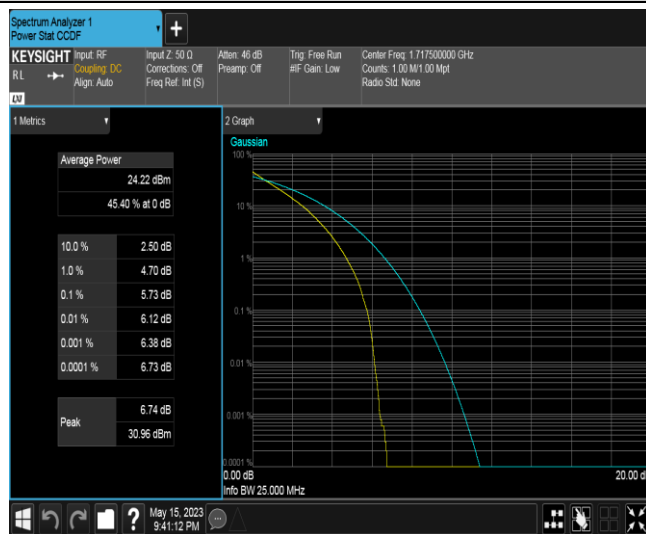 Spectrum Analyzer 1
Power Stat CCDF
+
KEYSIGHT
RL
LXI
Input: RF
Coupling: DC
Align: Auto
Input Z: 50 Ω
Corrections: Off
Freq Ref: Int (S)
Atten: 46 dB
Preamp: Off
Trig: Free Run
#IF Gain: Low
Center Freq: 1.717500000 GHz
Counts: 1.00 M/1.00 Mpt
Radio Std: None
1 Metrics
Average Power
24.22 dBm
45.40 % at 0 dB
10.0 % 2.50 dB
1.0 % 4.70 dB
0.1 % 5.73 dB
0.01 % 6.12 dB
0.001 % 6.38 dB
0.0001 % 6.73 dB
Peak
6.74 dB
30.96 dBm
2 Graph
Gaussian
100 %
10 %
1 %
0.1 %
0.01 %
0.001 %
0.0001 %
0.00 dB
20.00 d
Info BW 25.000 MHz
?
May 15, 2023
9:41:12 PM